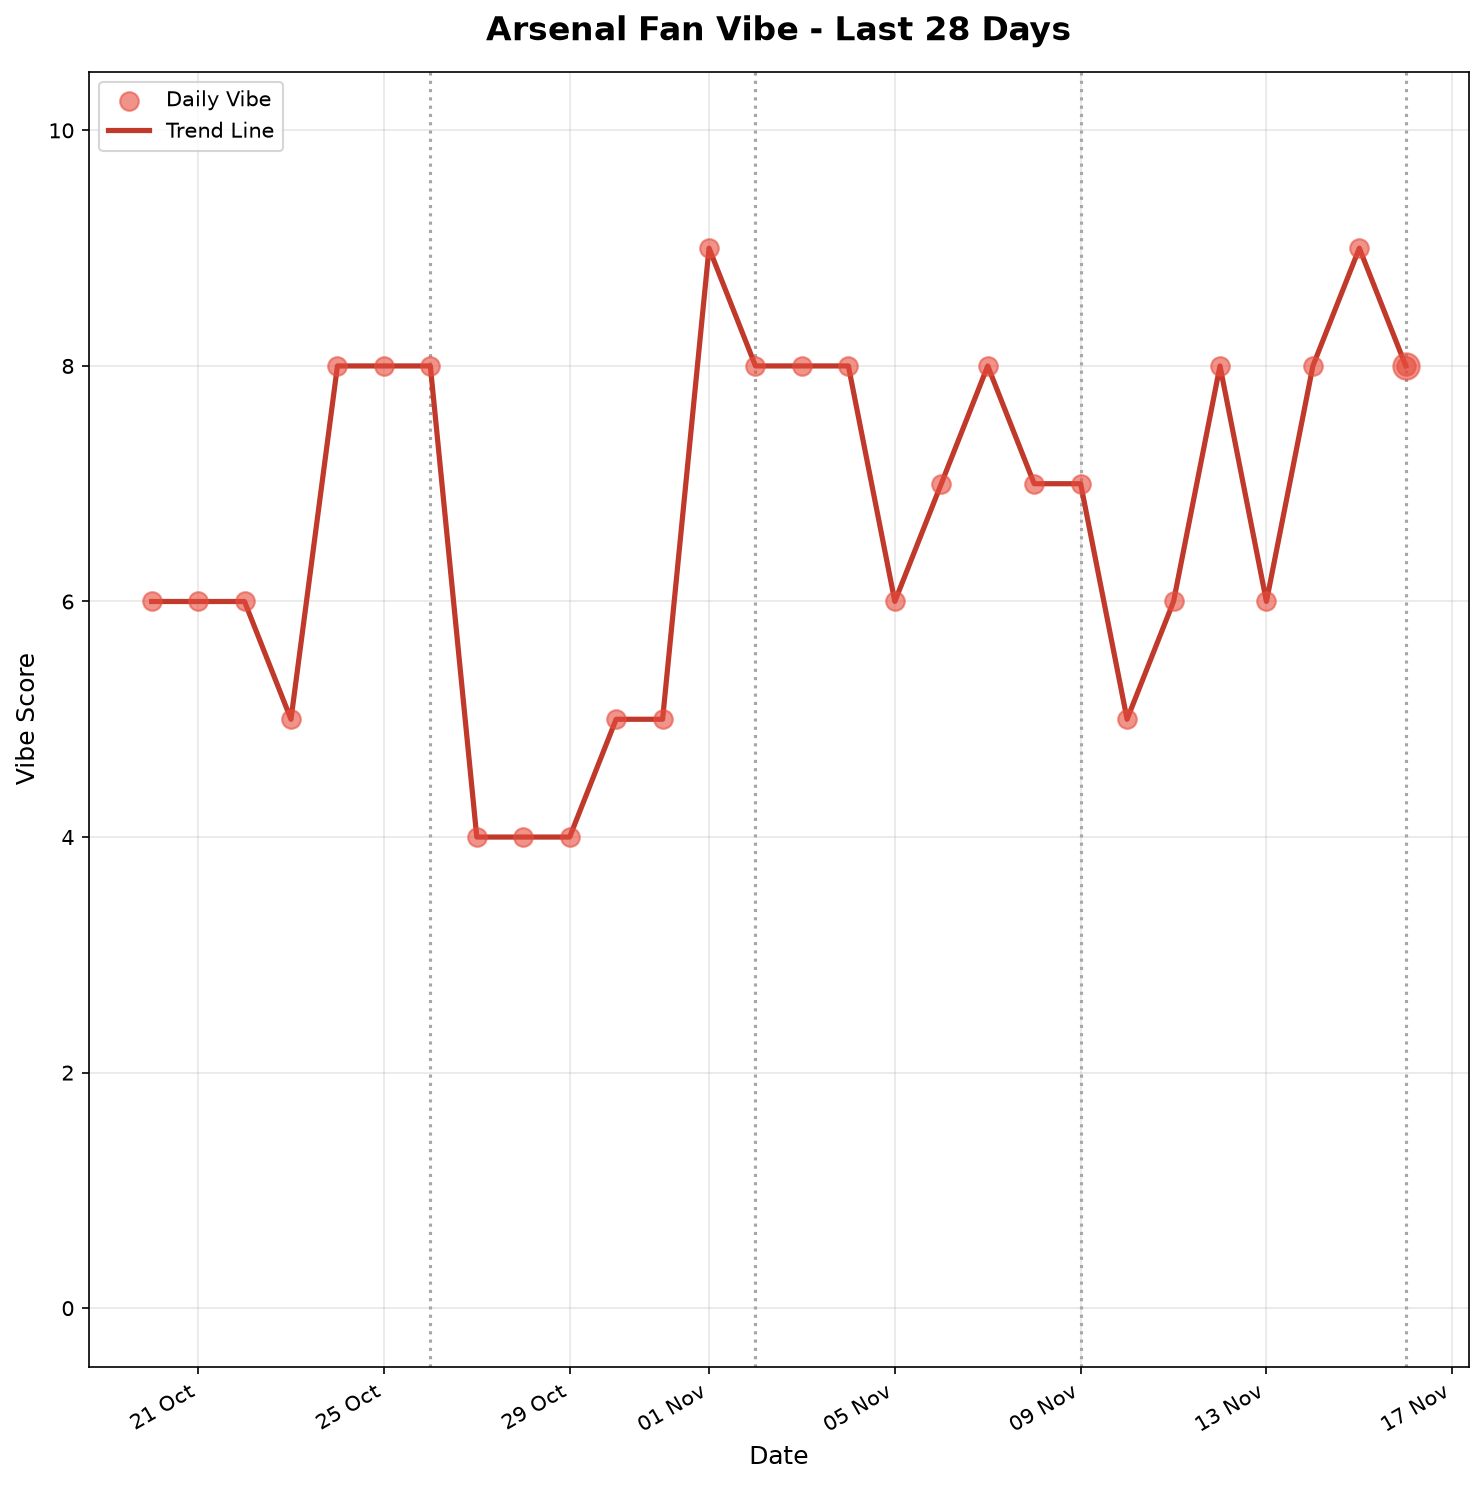 Arsenal Fan Vibe - Last 28 Days
Daily Vibe
Trend Line
10
8
6
4
2
0
Vibe Score
21 Oct
25 Oct
29 Oct
01 Nov
05 Nov
09 Nov
13 Nov
17 Nov
Date